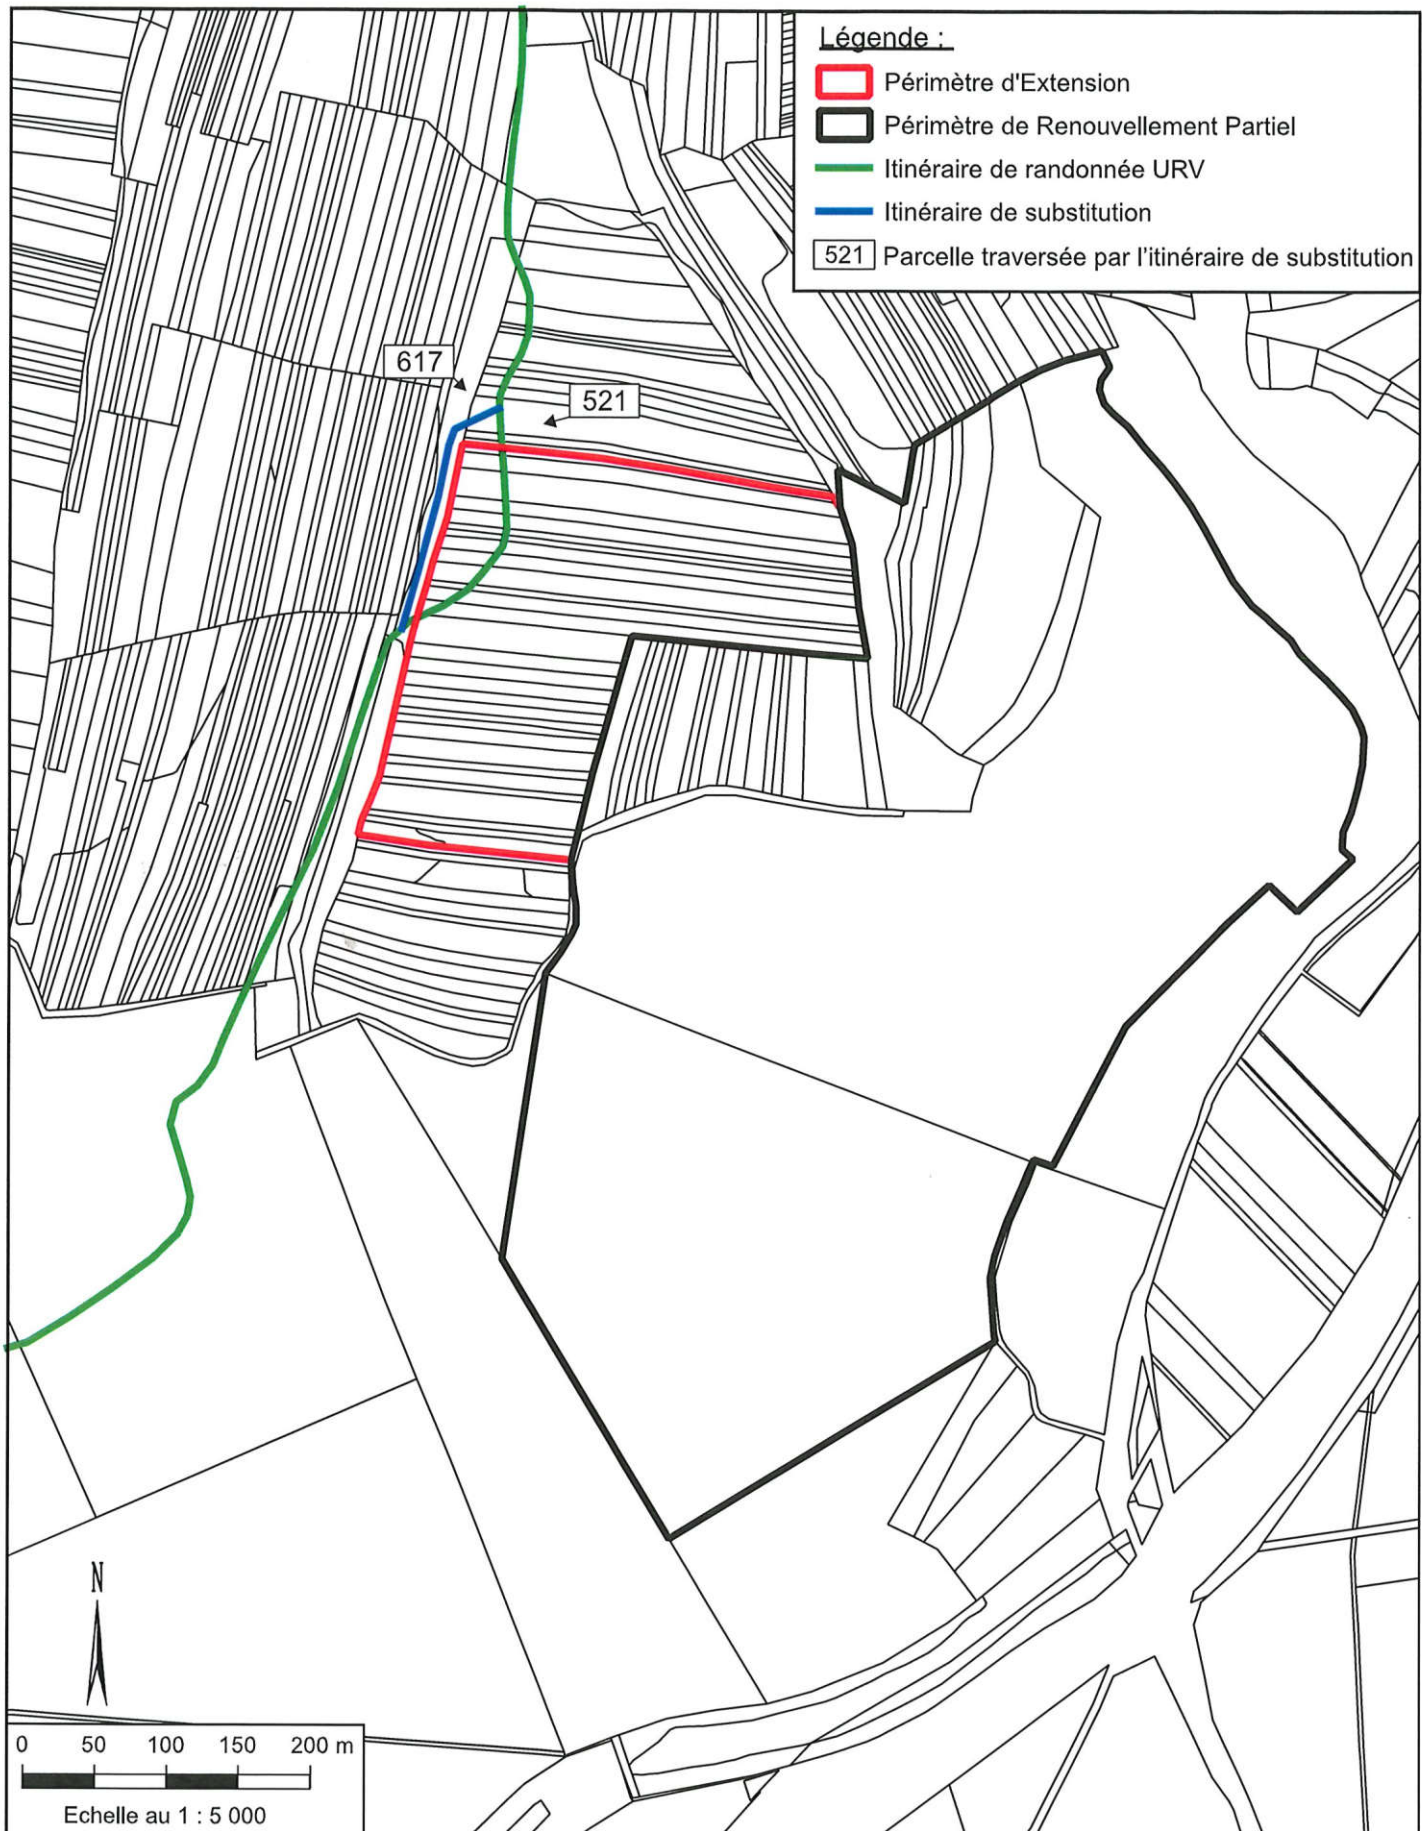 Légende :
Périmètre d'Extension
Périmètre de Renouvellement Partiel
Itinéraire de randonnée URV
Itinéraire de substitution
521 Parcelle traversée par l'itinéraire de substitution
617
521
N
0 50 100 150 200 m
Echelle au 1 : 5 000